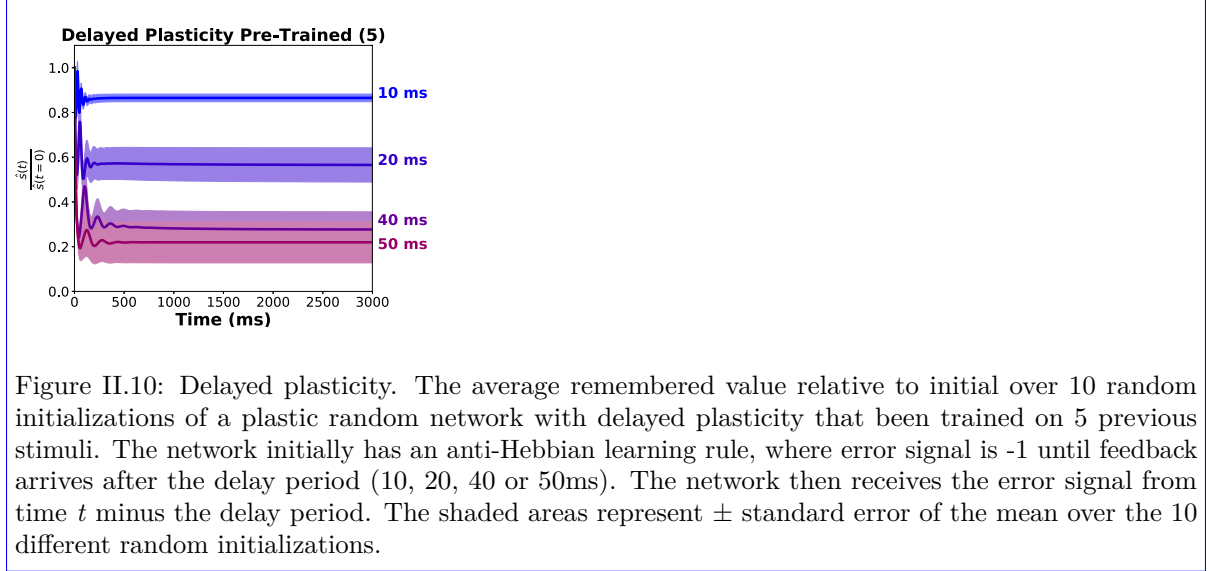 Delayed Plasticity Pre-Trained (5)
1.0
0.8
0.6
0.4
0.2
0.0
ŝ(t)
ŝ(t = 0)
10 ms
20 ms
40 ms
50 ms
0 500 1000 1500 2000 2500 3000
Time (ms)
Figure II.10: Delayed plasticity. The average remembered value relative to initial over 10 random
initializations of a plastic random network with delayed plasticity that been trained on 5 previous
stimuli. The network initially has an anti-Hebbian learning rule, where error signal is -1 until feedback
arrives after the delay period (10, 20, 40 or 50ms). The network then receives the error signal from
time t minus the delay period. The shaded areas represent ± standard error of the mean over the 10
different random initializations.